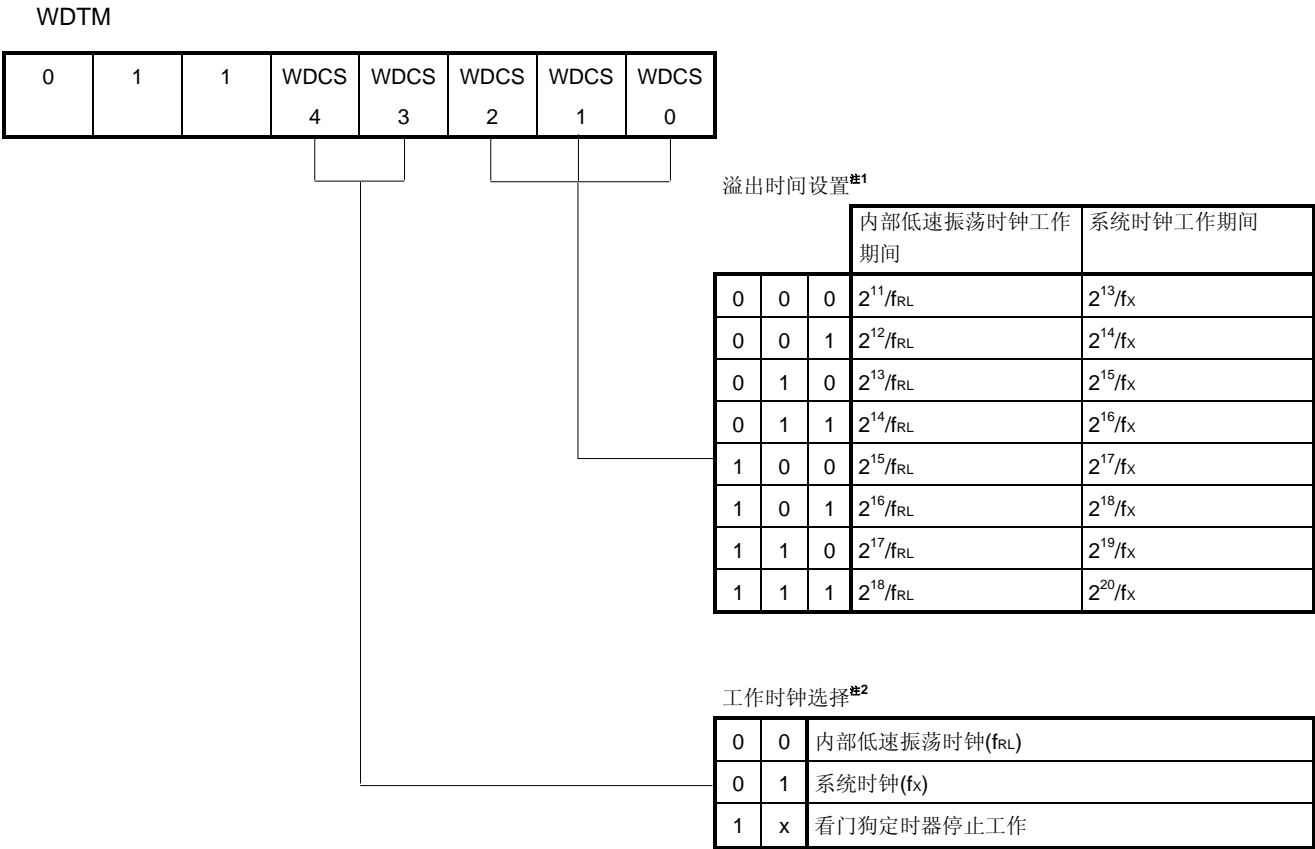 WDTM
0 1 1 WDCS WDCS WDCS WDCS WDCS
4 3 2 1 0
溢出时间设置注1
内部低速振荡时钟工作 系统时钟工作期间
期间
0 0 0 2^11/fRL 2^13/fX
0 0 1 2^12/fRL 2^14/fX
0 1 0 2^13/fRL 2^15/fX
0 1 1 2^14/fRL 2^16/fX
1 0 0 2^15/fRL 2^17/fX
1 0 1 2^16/fRL 2^18/fX
1 1 0 2^17/fRL 2^19/fX
1 1 1 2^18/fRL 2^20/fX
工作时钟选择注2
0 0 内部低速振荡时钟(fRL)
0 1 系统时钟(fX)
1 x 看门狗定时器停止工作